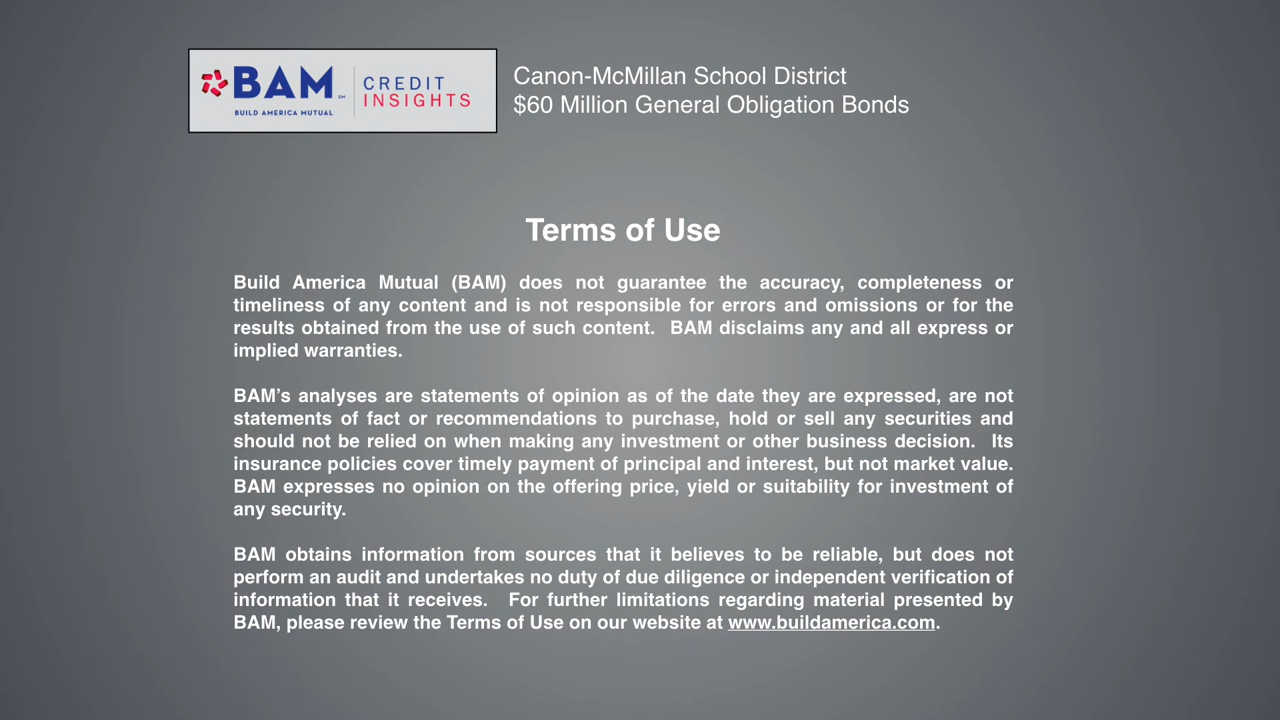 BAM SM
BUILD AMERICA MUTUAL
CREDIT
INSIGHTS
Canon-McMillan School District
$60 Million General Obligation Bonds
Terms of Use
Build America Mutual (BAM) does not guarantee the accuracy, completeness or
timeliness of any content and is not responsible for errors and omissions or for the
results obtained from the use of such content.  BAM disclaims any and all express or
implied warranties.
BAM’s analyses are statements of opinion as of the date they are expressed, are not
statements of fact or recommendations to purchase, hold or sell any securities and
should not be relied on when making any investment or other business decision.  Its
insurance policies cover timely payment of principal and interest, but not market value.
BAM expresses no opinion on the offering price, yield or suitability for investment of
any security.
BAM obtains information from sources that it believes to be reliable, but does not
perform an audit and undertakes no duty of due diligence or independent verification of
information that it receives.  For further limitations regarding material presented by
BAM, please review the Terms of Use on our website at www.buildamerica.com.